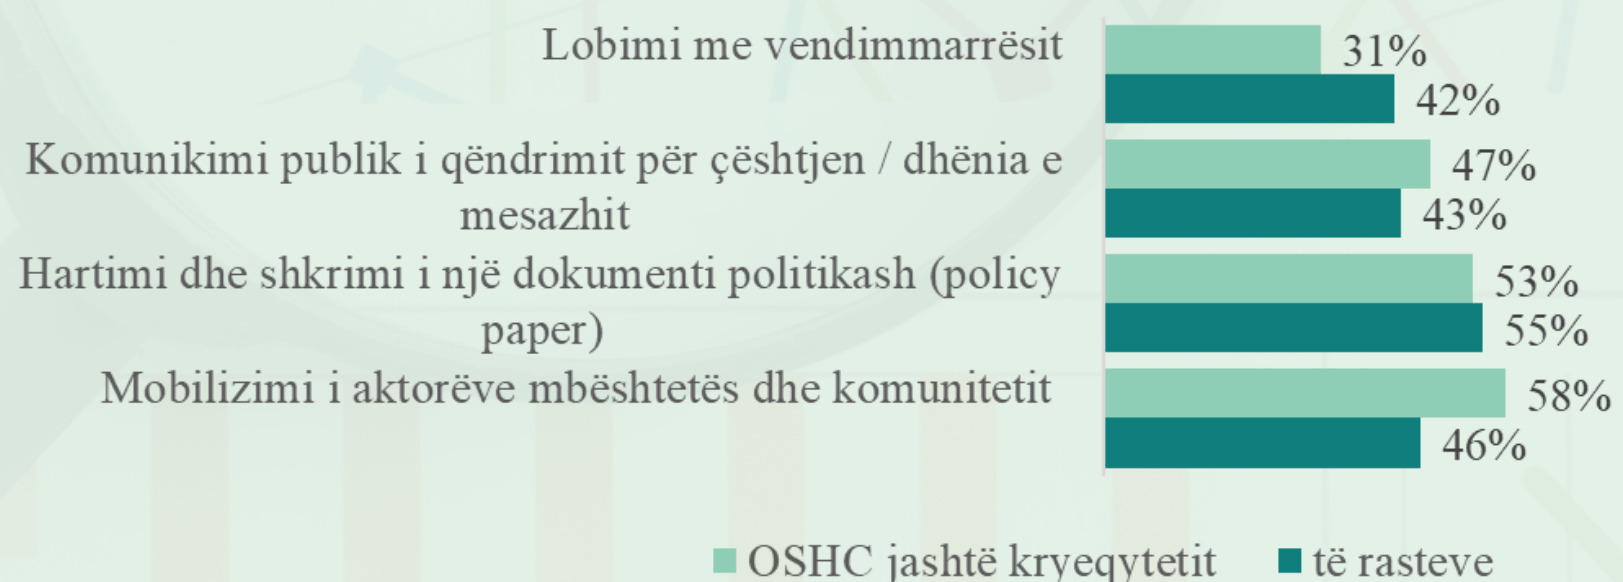 Lobimi me vendimmarrësit
31%
42%
Komunikimi publik i qëndrimit për çështjen / dhënia e
mesazhit
47%
43%
Hartimi dhe shkrimi i një dokumenti politikash (policy
paper)
53%
55%
Mobilizimi i aktorëve mbështetës dhe komunitetit
58%
46%
OSHC jashtë kryeqytetit
të rasteve